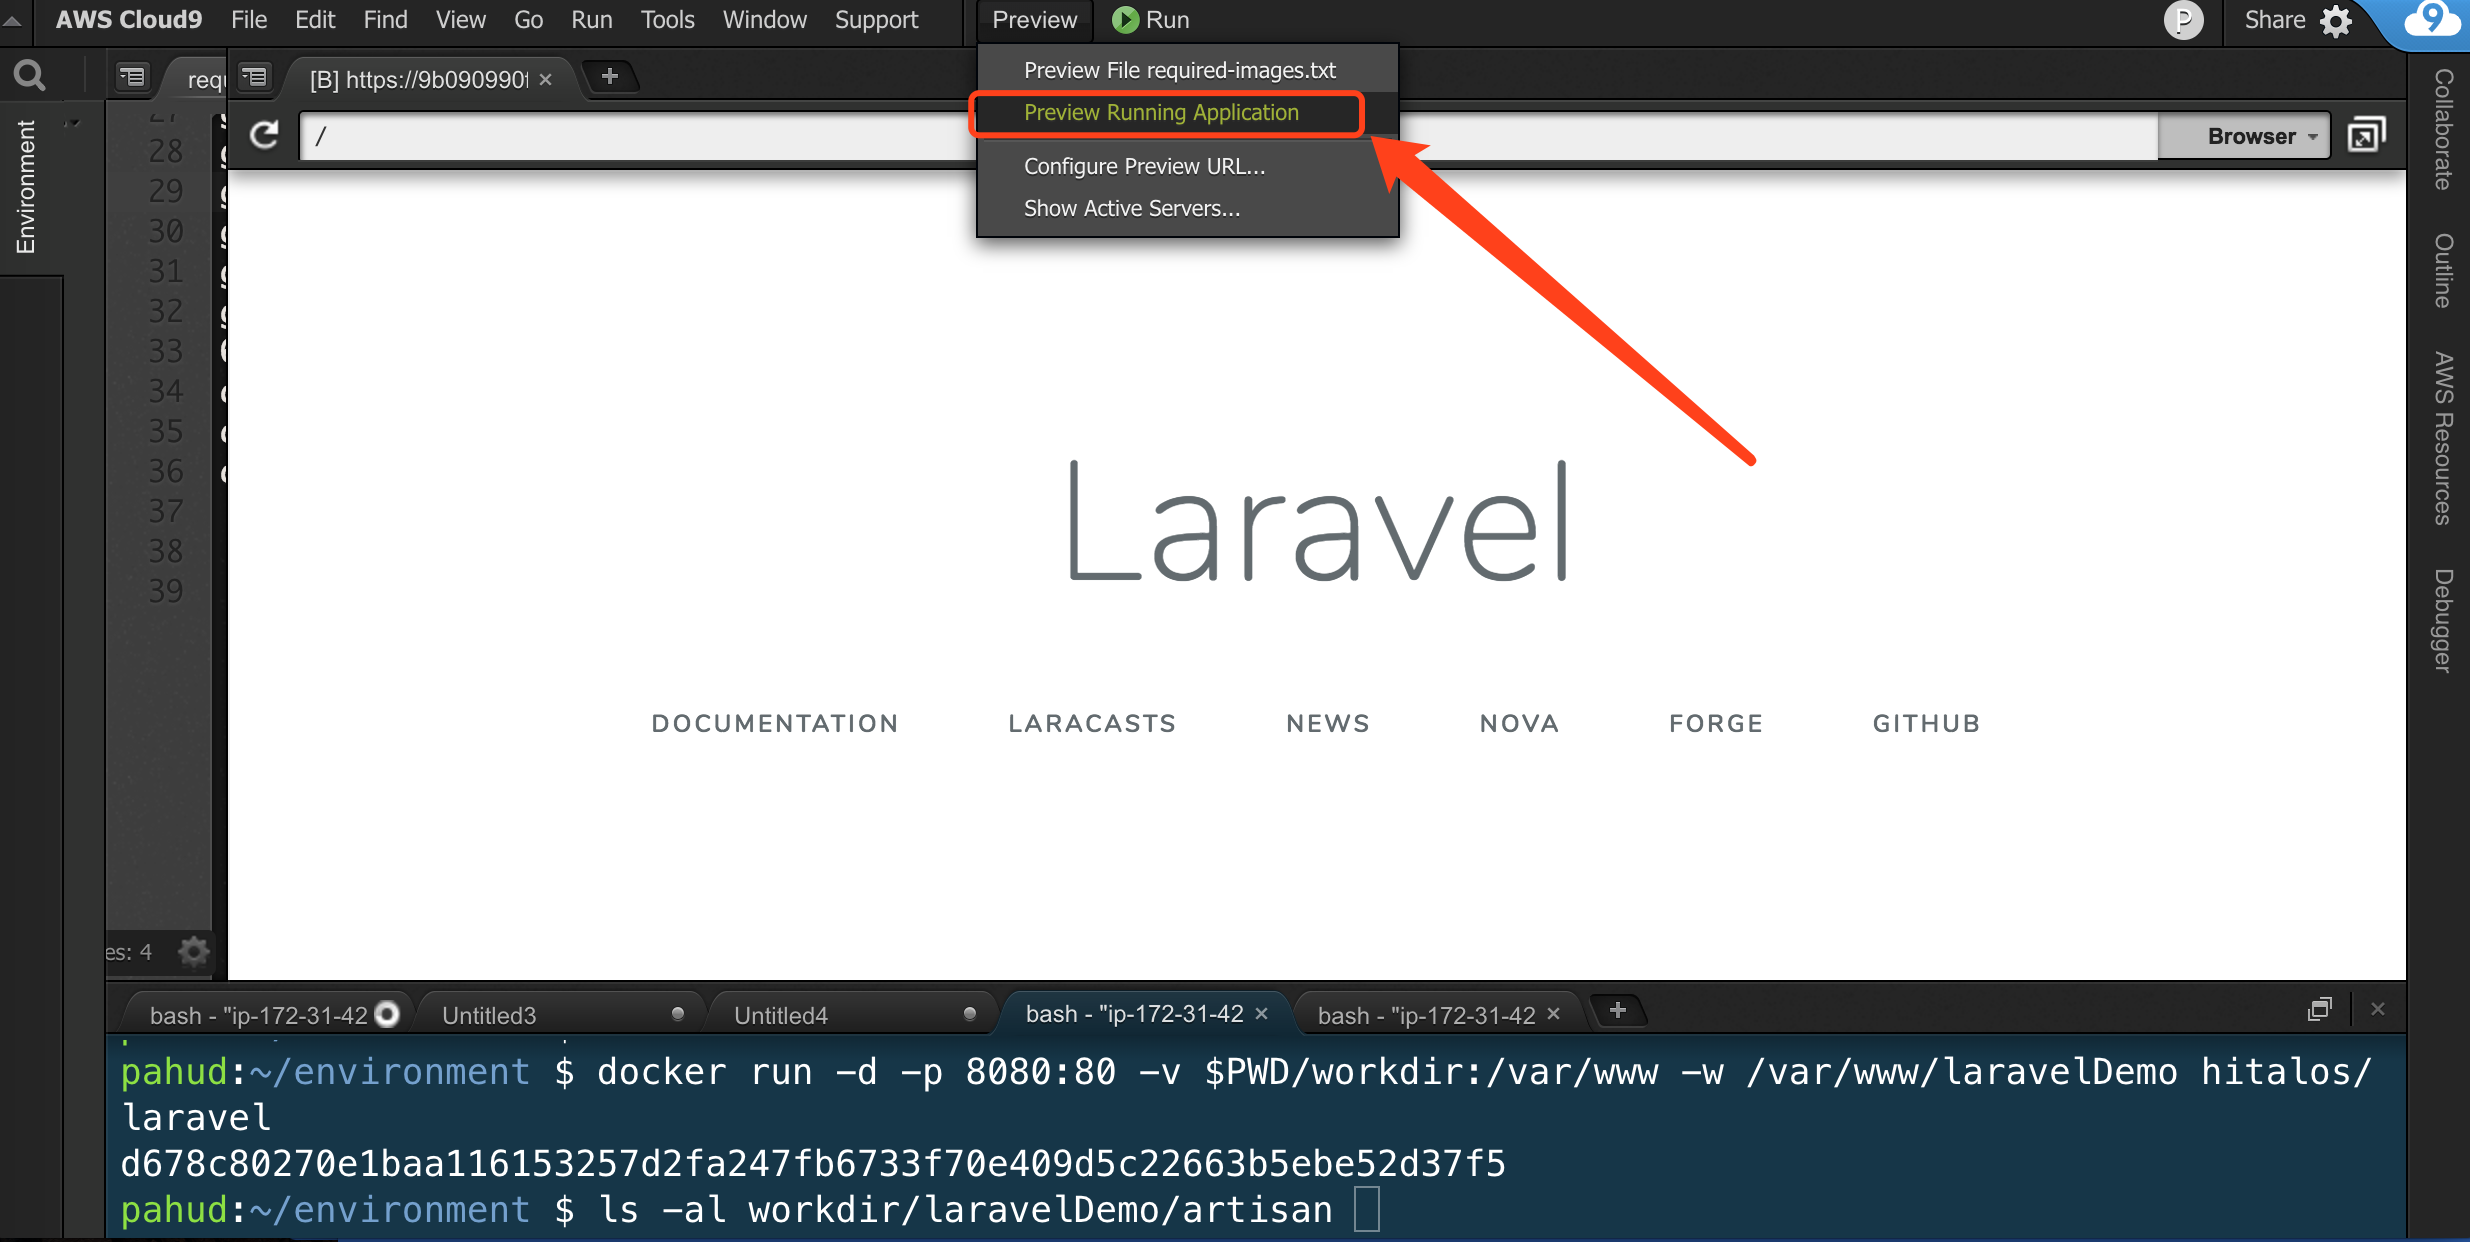 AWS Cloud9 File Edit Find View Go Run Tools Window Support Preview Run P Share 9
[B] https://9b090990f × +
/ Browser
Preview File required-images.txt
Preview Running Application
Configure Preview URL...
Show Active Servers...
Environment
28
29
30
31
32
33
34
35
36
37
38
39
Collaborate
Outline
AWS Resources
Debugger
Laravel
DOCUMENTATION LARACASTS NEWS NOVA FORGE GITHUB
es: 4
bash - "ip-172-31-42 Untitled3 Untitled4 bash - "ip-172-31-42 × bash - "ip-172-31-42 × +
pahud:~/environment $ docker run -d -p 8080:80 -v $PWD/workdir:/var/www -w /var/www/laravelDemo hitalos/
laravel
d678c80270e1baa116153257d2fa247fb6733f70e409d5c22663b5ebe52d37f5
pahud:~/environment $ ls -al workdir/laravelDemo/artisan